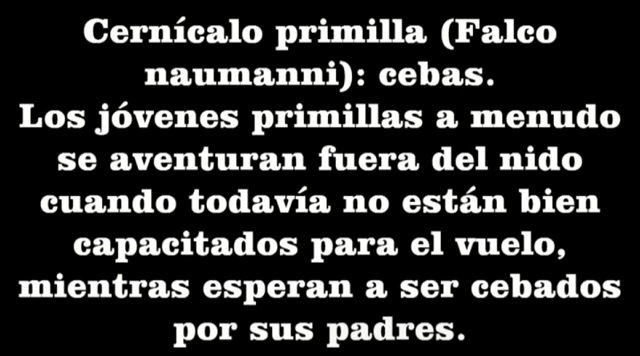 Cernícalo primilla (Falco
naumanni): cebas.
Los jóvenes primillas a menudo
se aventuran fuera del nido
cuando todavía no están bien
capacitados para el vuelo,
mientras esperan a ser cebados
por sus padres.